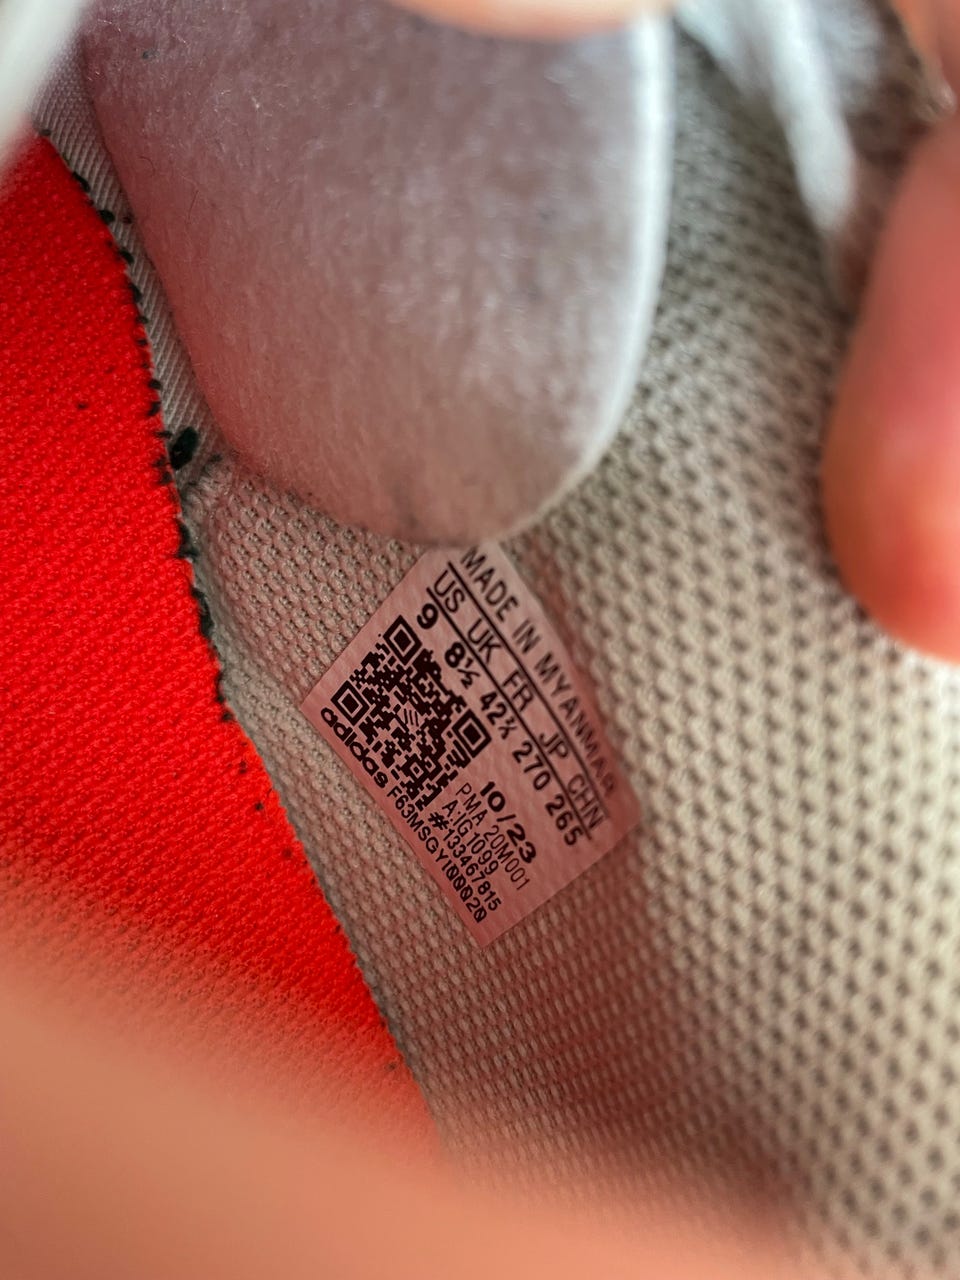 MADE IN MYANMAR
US UK FR JP CHN
9 8½ 42⅔ 270 265
10/23
PMA 20M001
A:IG1099
#133467815
adidas F63MSGYI00020